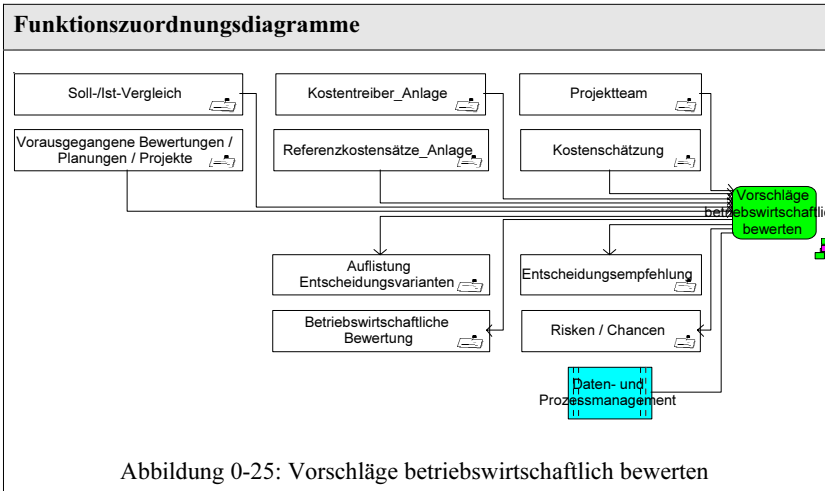 Funktionszuordnungsdiagramme
Soll-/Ist-Vergleich
Kostentreiber_Anlage
Projektteam
Vorausgegangene Bewertungen /
Planungen / Projekte
Referenzkostensätze_Anlage
Kostenschätzung
Vorschläge
betriebswirtschaftlic
bewerten
Auflistung
Entscheidungsvarianten
Entscheidungsempfehlung
Betriebswirtschaftliche
Bewertung
Risken / Chancen
Daten- und
Prozessmanagement
Abbildung 0-25: Vorschläge betriebswirtschaftlich bewerten